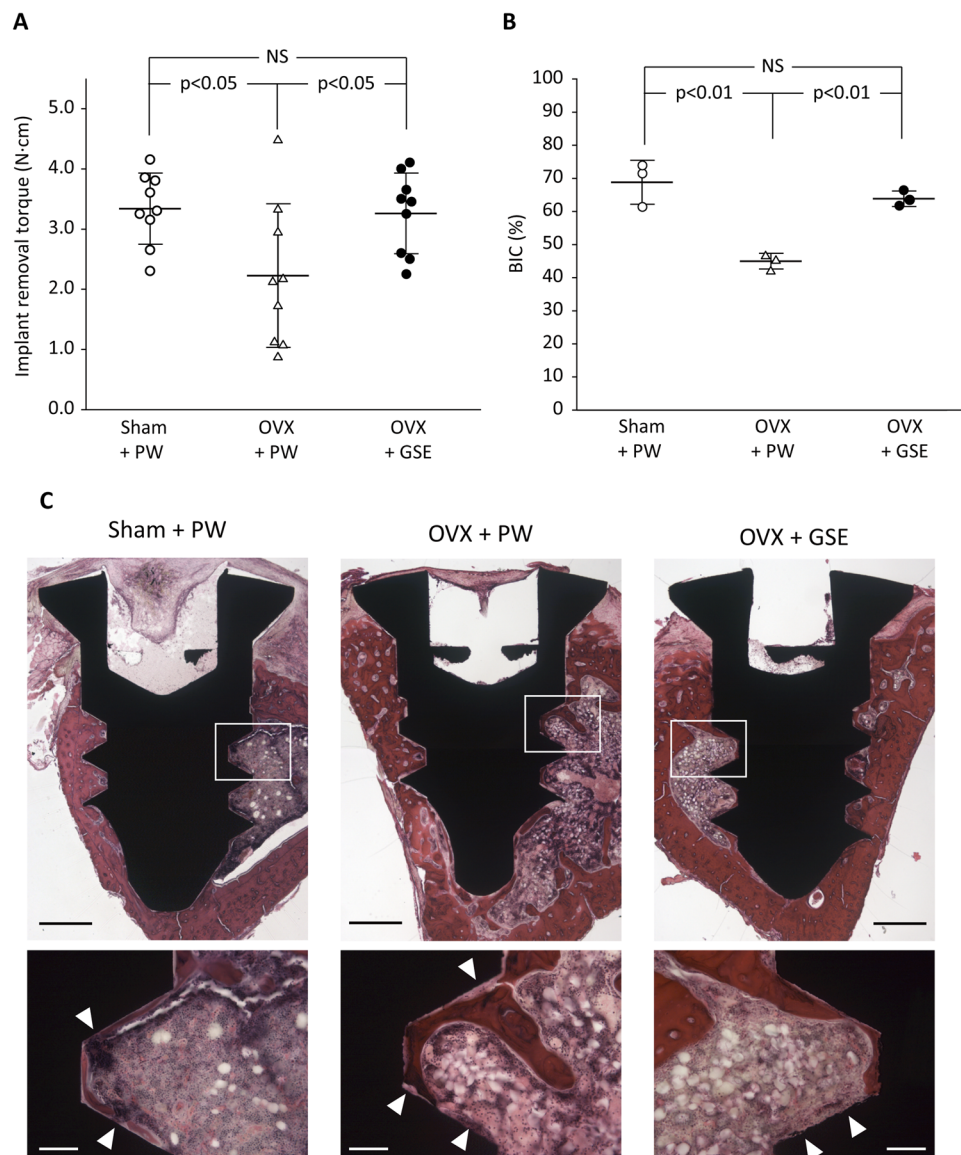 A
NS
p<0.05
p<0.05
Implant removal torque (N·cm)
5.0
4.0
3.0
2.0
1.0
0.0
Sham
+ PW
OVX
+ PW
OVX
+ GSE
B
NS
p<0.01
p<0.01
BIC (%)
100
90
80
70
60
50
40
30
20
10
0
Sham
+ PW
OVX
+ PW
OVX
+ GSE
C
Sham + PW
OVX + PW
OVX + GSE